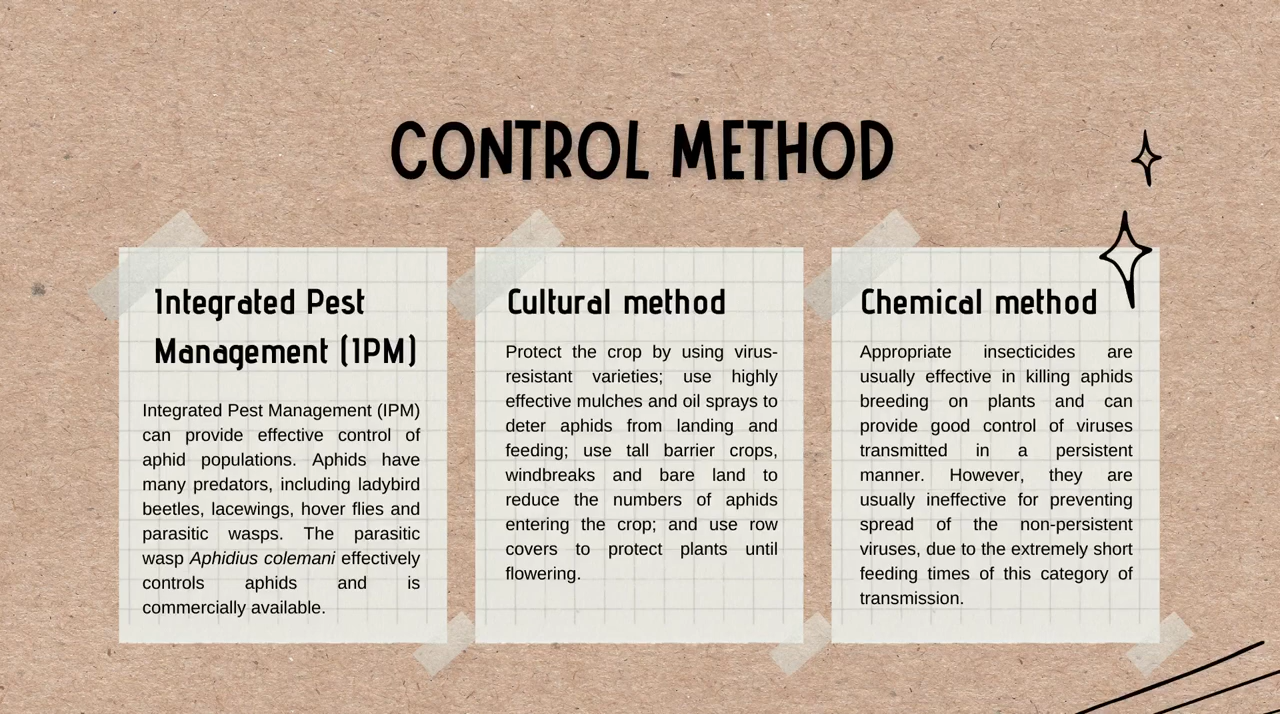 CONTROL METHOD
Integrated Pest
Management (IPM)
Integrated Pest Management (IPM)
can provide effective control of
aphid populations. Aphids have
many predators, including ladybird
beetles, lacewings, hover flies and
parasitic wasps. The parasitic
wasp Aphidius colemani effectively
controls aphids and is
commercially available.
Cultural method
Protect the crop by using virus-
resistant varieties; use highly
effective mulches and oil sprays to
deter aphids from landing and
feeding; use tall barrier crops,
windbreaks and bare land to
reduce the numbers of aphids
entering the crop; and use row
covers to protect plants until
flowering.
Chemical method
Appropriate insecticides are
usually effective in killing aphids
breeding on plants and can
provide good control of viruses
transmitted in a persistent
manner. However, they are
usually ineffective for preventing
spread of the non-persistent
viruses, due to the extremely short
feeding times of this category of
transmission.